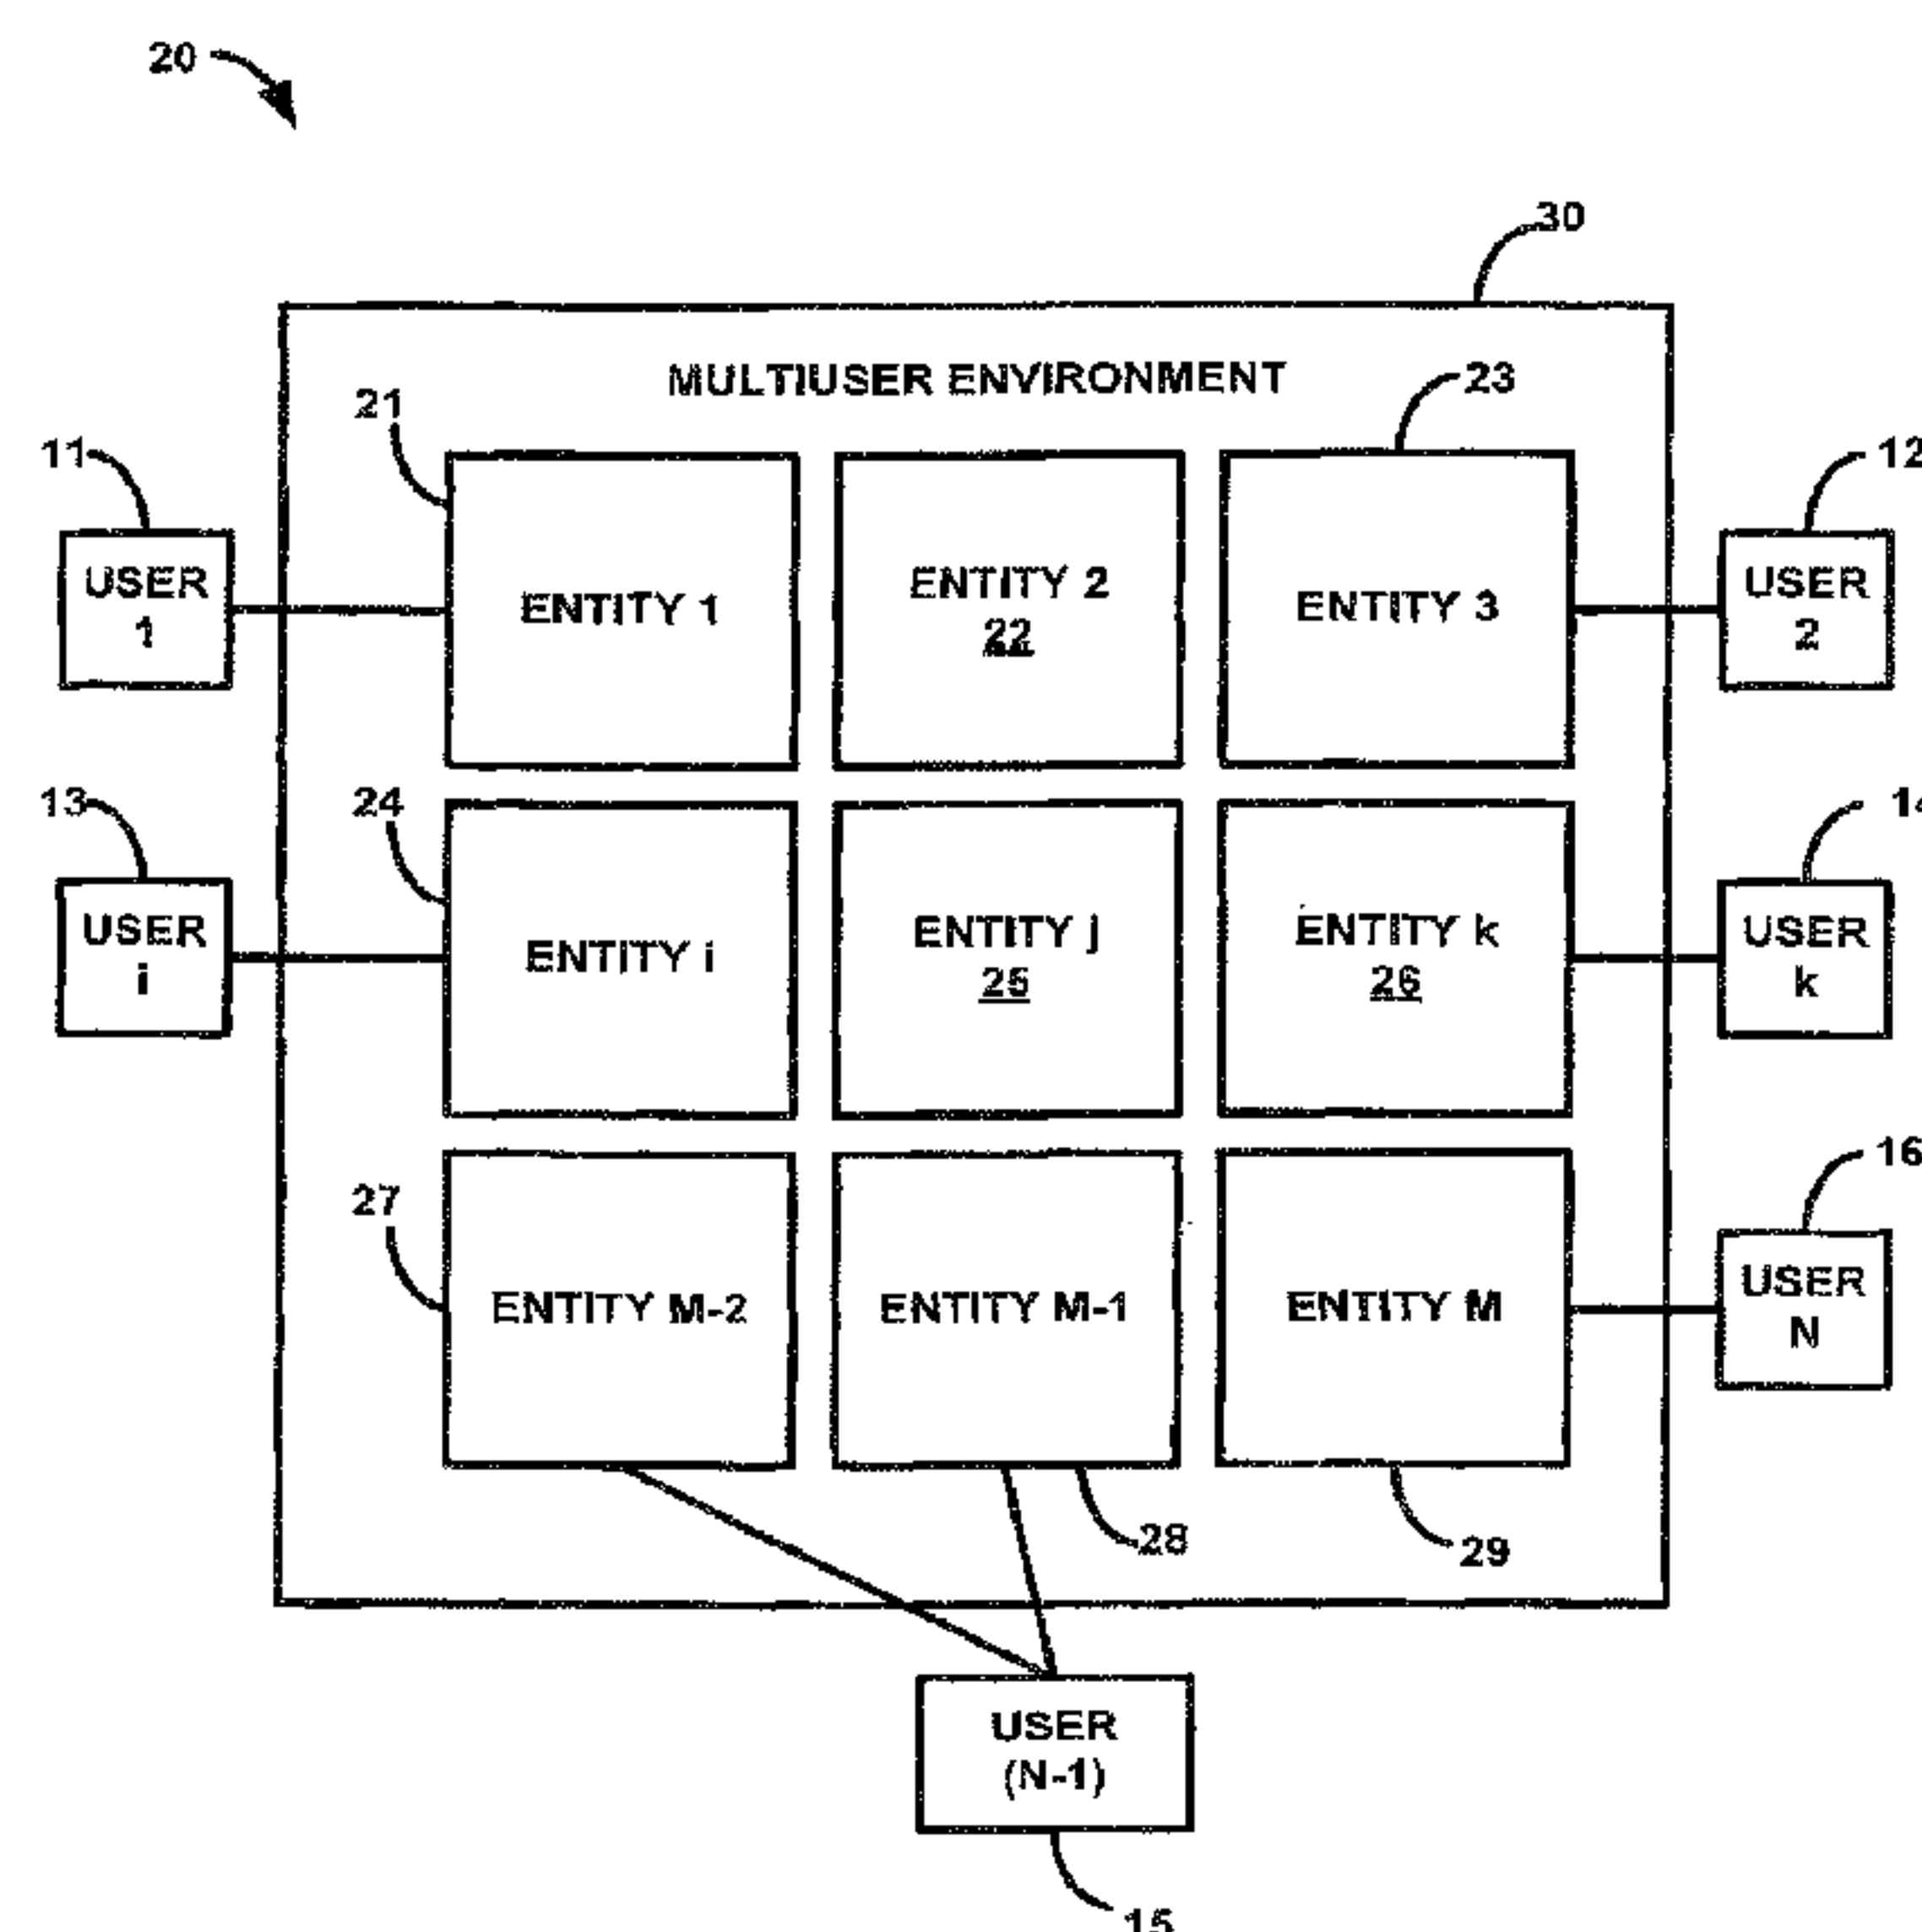 20
30
MULTIUSER ENVIRONMENT
21
23
11
12
USER
1
ENTITY 1
ENTITY 2
22
ENTITY 3
USER
2
13
24
14
USER
i
ENTITY i
ENTITY j
25
ENTITY k
26
USER
k
27
16
ENTITY M-2
ENTITY M-1
ENTITY M
USER
N
28
29
USER
(N-1)
15